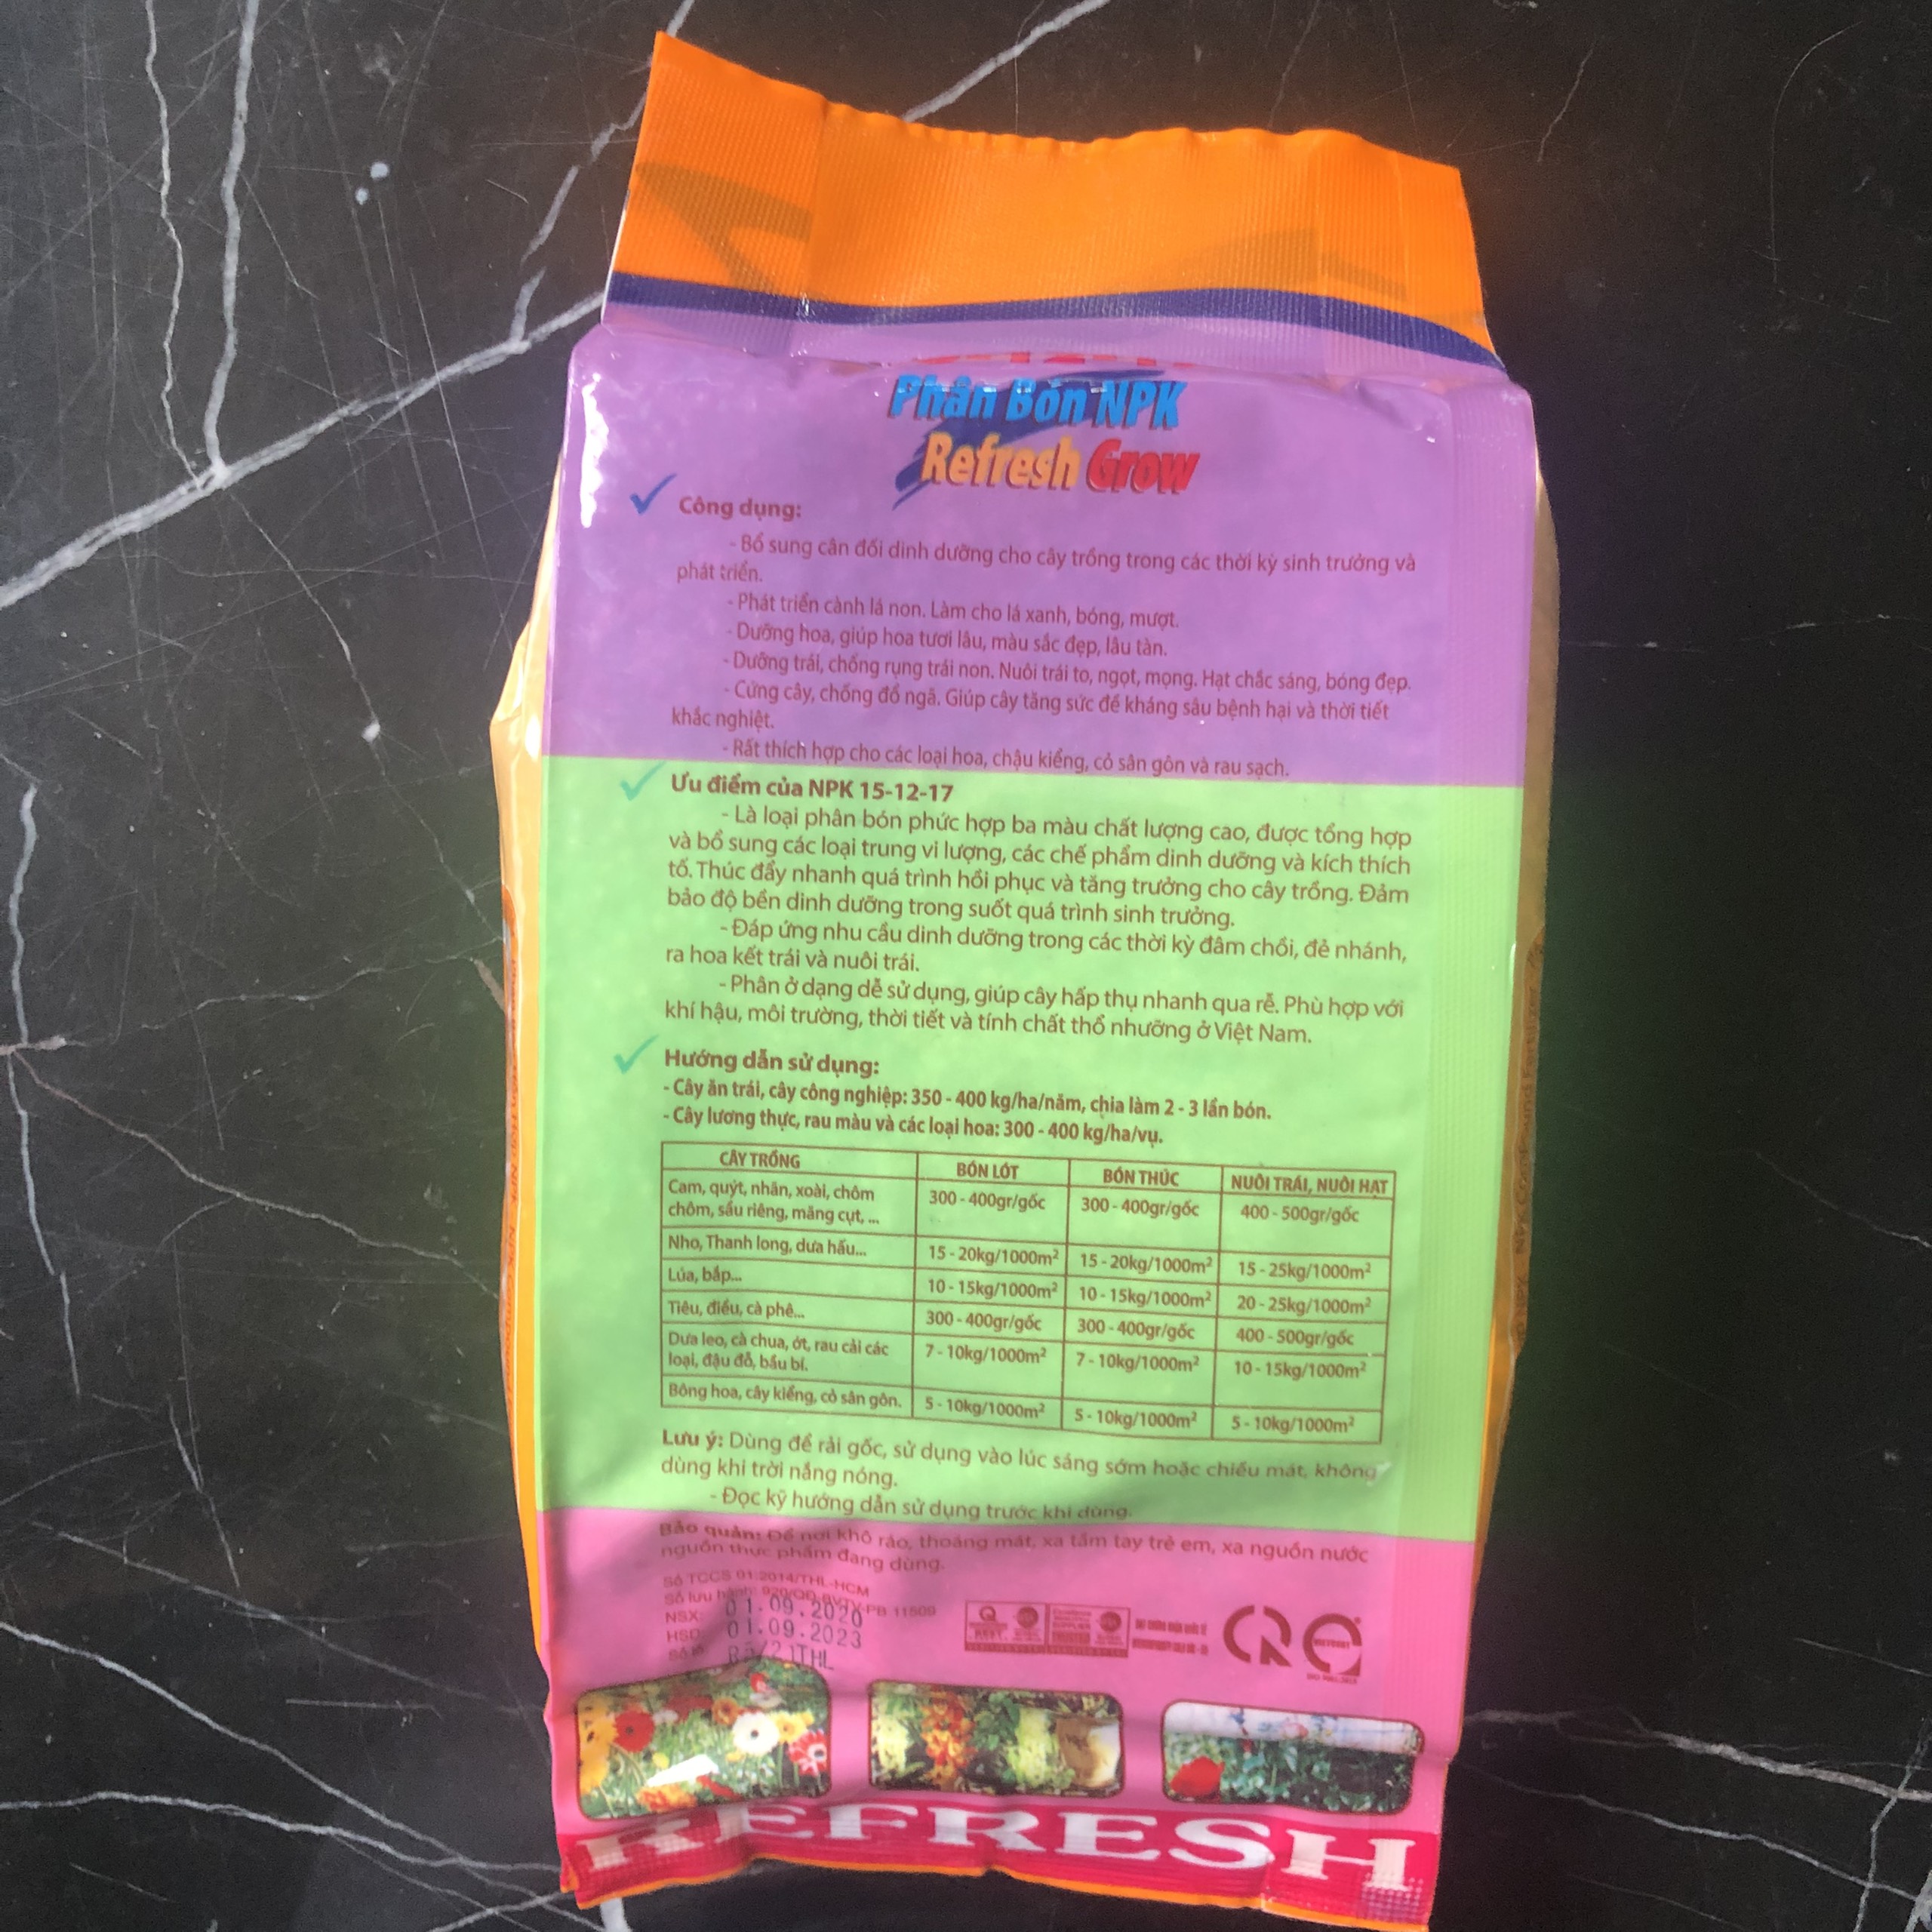 Phân Bón NPK
Refresh Grow
Công dụng:
- Bổ sung cân đối dinh dưỡng cho cây trồng trong các thời kỳ sinh trưởng và
phát triển.
- Phát triển cành lá non. Làm cho lá xanh, bóng, mượt.
- Dưỡng hoa, giúp hoa tươi lâu, màu sắc đẹp, lâu tàn.
- Dưỡng trái, chống rụng trái non. Nuôi trái to, ngọt, mọng. Hạt chắc sáng, bóng đẹp.
- Cứng cây, chống đổ ngã. Giúp cây tăng sức đề kháng sâu bệnh hại và thời tiết
khắc nghiệt.
- Rất thích hợp cho các loại hoa, chậu kiểng, cỏ sân gôn và rau sạch.
Ưu điểm của NPK 15-12-17
- Là loại phân bón phức hợp ba màu chất lượng cao, được tổng hợp
và bổ sung các loại trung vi lượng, các chế phẩm dinh dưỡng và kích thích
tố. Thúc đẩy nhanh quá trình hồi phục và tăng trưởng cho cây trồng. Đảm
bảo độ bền dinh dưỡng trong suốt quá trình sinh trưởng.
- Đáp ứng nhu cầu dinh dưỡng trong các thời kỳ đâm chồi, đẻ nhánh,
ra hoa kết trái và nuôi trái.
- Phân ở dạng dễ sử dụng, giúp cây hấp thụ nhanh qua rễ. Phù hợp với
khí hậu, môi trường, thời tiết và tính chất thổ nhưỡng ở Việt Nam.
Hướng dẫn sử dụng:
- Cây ăn trái, cây công nghiệp: 350 - 400 kg/ha/năm, chia làm 2 - 3 lần bón.
- Cây lương thực, rau màu và các loại hoa: 300 - 400 kg/ha/vụ.
CÂY TRỒNG BÓN LÓT BÓN THÚC NUÔI TRÁI, NUÔI HẠT
Cam, quýt, nhãn, xoài, chôm 300 - 400gr/gốc 300 - 400gr/gốc 400 - 500gr/gốc
chôm, sầu riêng, măng cụt, ...
Nho, Thanh long, dưa hấu... 15 - 20kg/1000m² 15 - 20kg/1000m² 15 - 25kg/1000m²
Lúa, bắp... 10 - 15kg/1000m² 10 - 15kg/1000m² 20 - 25kg/1000m²
Tiêu, điều, cà phê... 300 - 400gr/gốc 300 - 400gr/gốc 400 - 500gr/gốc
Dưa leo, cà chua, ớt, rau cải các 7 - 10kg/1000m² 7 - 10kg/1000m² 10 - 15kg/1000m²
loại, đậu đỗ, bầu bí.
Bông hoa, cây kiểng, cỏ sân gôn. 5 - 10kg/1000m² 5 - 10kg/1000m² 5 - 10kg/1000m²
Lưu ý: Dùng để rải gốc, sử dụng vào lúc sáng sớm hoặc chiều mát, không
dùng khi trời nắng nóng.
- Đọc kỹ hướng dẫn sử dụng trước khi dùng.
Bảo quản: Để nơi khô ráo, thoáng mát, xa tầm tay trẻ em, xa nguồn nước
nguồn thực phẩm đang dùng.
Số TCCS 01:2014/THL-HCM
Số lưu hành: 920/QĐ-BVTV-PB 11509
NSX: 01.09.2020
HSD: 01.09.2023
REFRESH